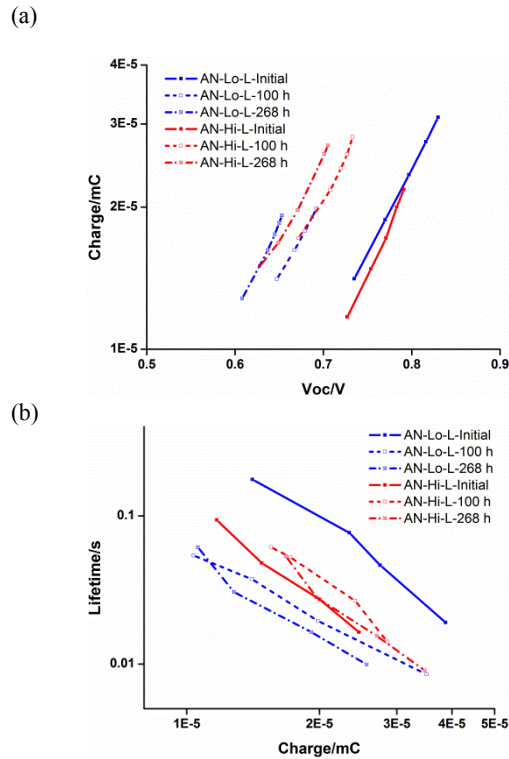 (a)
4E-5
3E-5
2E-5
1E-5
Charge/mC
AN-Lo-L-Initial
AN-Lo-L-100 h
AN-Lo-L-268 h
AN-Hi-L-Initial
AN-Hi-L-100 h
AN-Hi-L-268 h
0.5 0.6 0.7 0.8 0.9
Voc/V
(b)
AN-Lo-L-Initial
AN-Lo-L-100 h
AN-Lo-L-268 h
AN-Hi-L-Initial
AN-Hi-L-100 h
AN-Hi-L-268 h
0.1
0.01
Lifetime/s
1E-5 2E-5 3E-5 4E-5 5E-5
Charge/mC